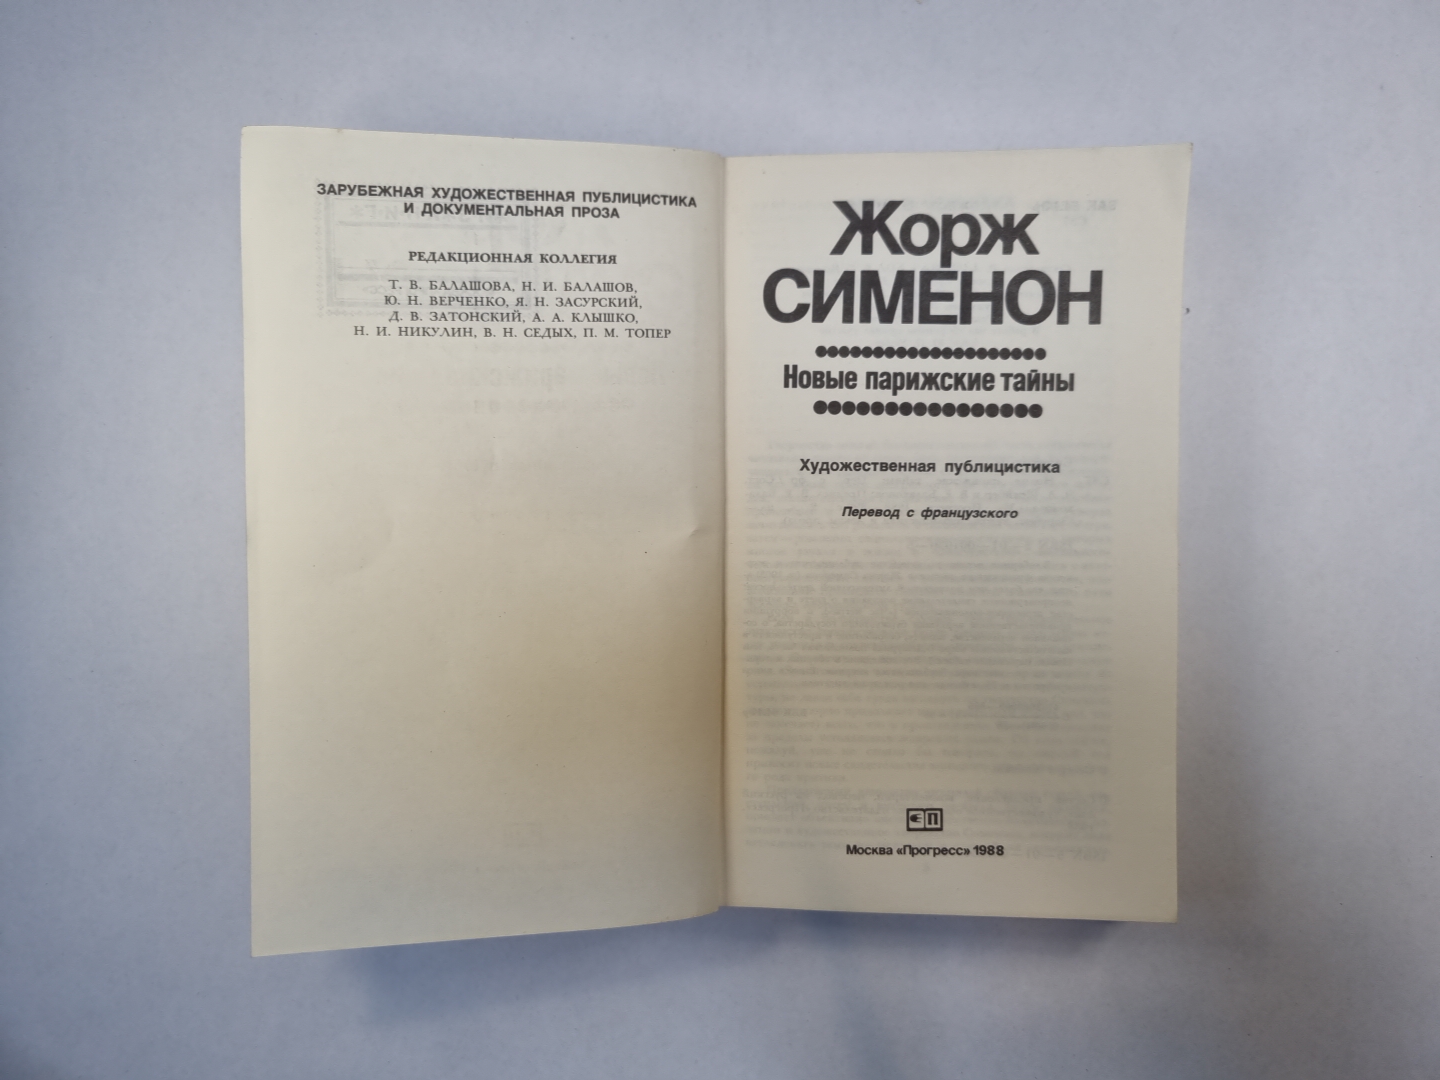 ЗАРУБЕЖНАЯ ХУДОЖЕСТВЕННАЯ ПУБЛИЦИСТИКА
И ДОКУМЕНТАЛЬНАЯ ПРОЗА
РЕДАКЦИОННАЯ КОЛЛЕГИЯ
Т. В. БАЛАШОВА, Н. И. БАЛАШОВ,
Ю. Н. ВЕРЧЕНКО, Я. Н. ЗАСУРСКИЙ,
Д. В. ЗАТОНСКИЙ, А. А. КЛЫШКО,
Н. И. НИКУЛИН, В. Н. СЕДЫХ, П. М. ТОПЕР
Жорж
СИМЕНОН
Новые парижские тайны
Художественная публицистика
Перевод с французского
П
Москва «Прогресс» 1988